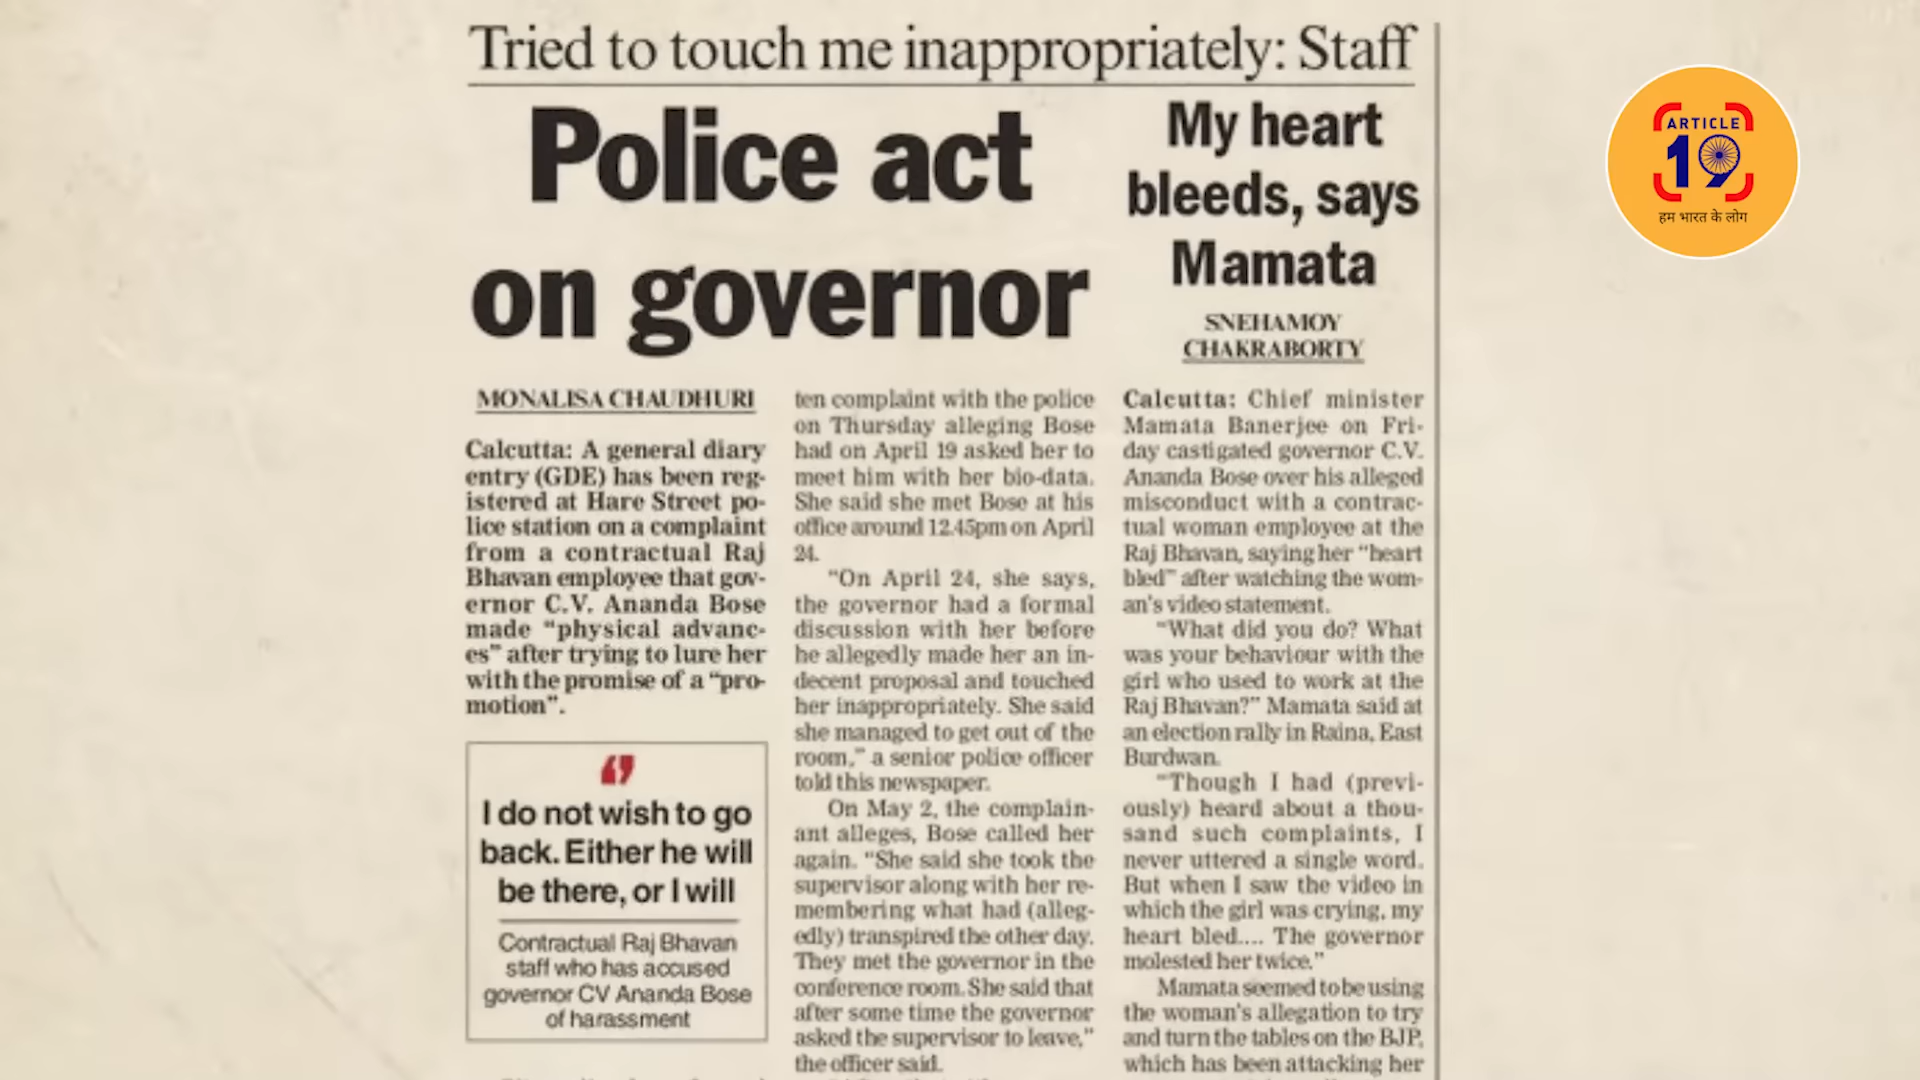 Tried to touch me inappropriately: Staff
Police act
on governor
MONALISA CHAUDHURI
Calcutta: A general diary
entry (GDE) has been reg-
istered at Hare Street po-
lice station on a complaint
from a contractual Raj
Bhavan employee that gov-
ernor C.V. Ananda Bose
made “physical advanc-
es” after trying to lure her
with the promise of a “pro-
motion”.
I do not wish to go
back. Either he will
be there, or I will
Contractual Raj Bhavan
staff who has accused
governor CV Ananda Bose
of harassment
ten complaint with the police
on Thursday alleging Bose
had on April 19 asked her to
meet him with her bio-data.
She said she met Bose at his
office around 12.45pm on April
24.
“On April 24, she says,
the governor had a formal
discussion with her before
he allegedly made her an in-
decent proposal and touched
her inappropriately. She said
she managed to get out of the
room,” a senior police officer
told this newspaper.
On May 2, the complain-
ant alleges, Bose called her
again. “She said she took the
supervisor along with her re-
membering what had (alleg-
edly) transpired the other day.
They met the governor in the
conference room. She said that
after some time the governor
asked the supervisor to leave,”
the officer said.
My heart
bleeds, says
Mamata
SNEHAMOY
CHAKRABORTY
Calcutta: Chief minister
Mamata Banerjee on Fri-
day castigated governor C.V.
Ananda Bose over his alleged
misconduct with a contrac-
tual woman employee at the
Raj Bhavan, saying her “heart
bled” after watching the wom-
an’s video statement.
“What did you do? What
was your behaviour with the
girl who used to work at the
Raj Bhavan?” Mamata said at
an election rally in Raina, East
Burdwan.
“Though I had (previ-
ously) heard about a thou-
sand such complaints, I
never uttered a single word.
But when I saw the video in
which the girl was crying, my
heart bled.... The governor
molested her twice.”
Mamata seemed to be using
the woman’s allegation to try
and turn the tables on the BJP,
which has been attacking her
ARTICLE
19
हम भारत के लोग